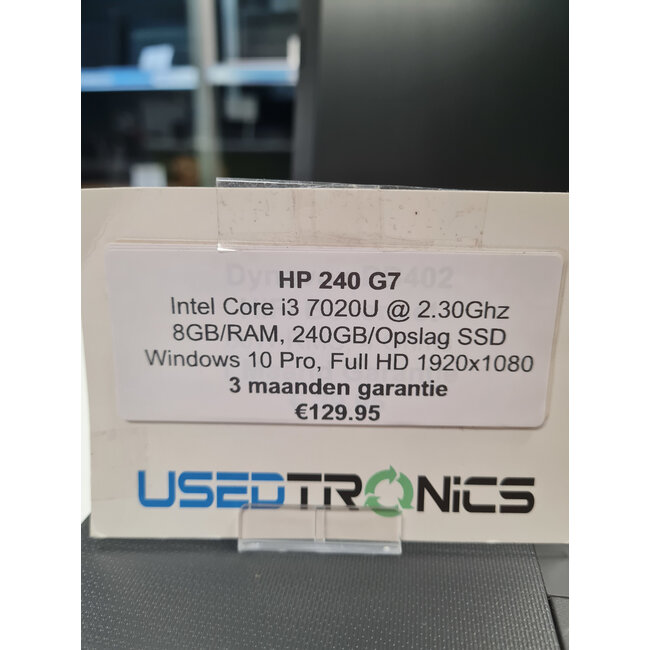 HP 240 G7
Intel Core i3 7020U @ 2.30Ghz
8GB/RAM, 240GB/Opslag SSD
Windows 10 Pro, Full HD 1920x1080
3 maanden garantie
€129.95
USEDTRONiCS